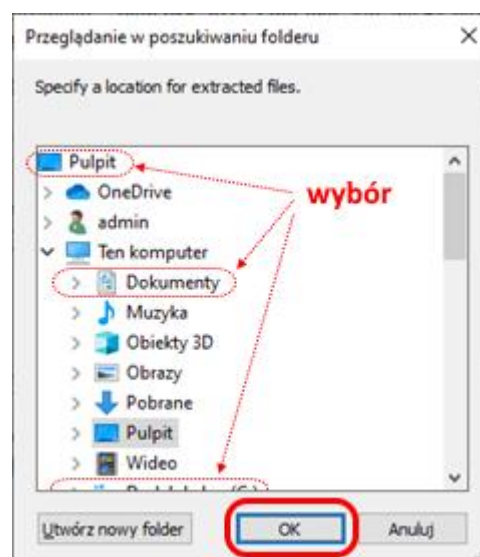 Przeglądanie w poszukiwaniu folderu
Specify a location for extracted files.
Pulpit
OneDrive
wybór
admin
Ten komputer
Dokumenty
Muzyka
Obiekty 3D
Obrazy
Pobrane
Pulpit
Wideo
Utwórz nowy folder OK Anuluj